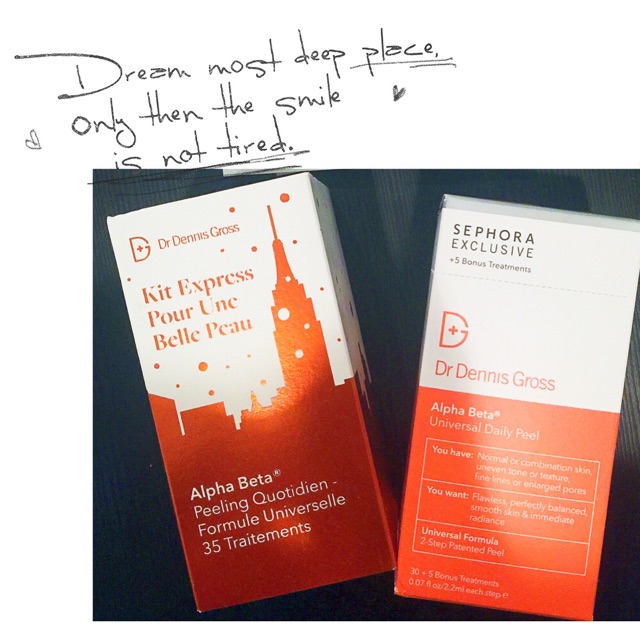 Dream most deep place,
only then the smile
is not tired.
Dr Dennis Gross
Kit Express
Pour Une
Belle Peau
Alpha Beta®
Peeling Quotidien -
Formule Universelle
35 Traitements
SEPHORA
EXCLUSIVE
+5 Bonus Treatments
Dr Dennis Gross
Alpha Beta®
Universal Daily Peel
You have: Normal or combination skin,
uneven tone or texture,
fine lines or enlarged pores
You want: Flawless, perfectly balanced,
smooth skin & immediate
radiance
Universal Formula
2-Step Patented Peel
30 + 5 Bonus Treatments
0.07 fl oz/2.2ml each step ℮